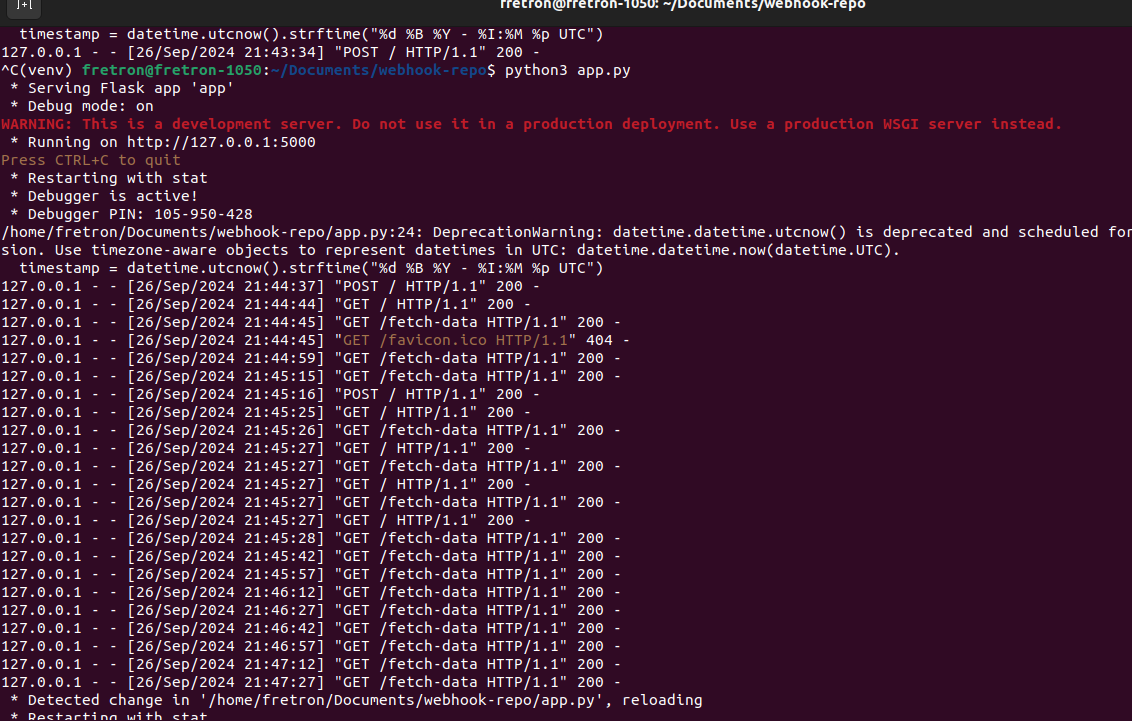 fretron@fretron-1050: ~/Documents/webhook-repo
  timestamp = datetime.utcnow().strftime("%d %B %Y - %I:%M %p UTC")
127.0.0.1 - - [26/Sep/2024 21:43:34] "POST / HTTP/1.1" 200 -
^C(venv) fretron@fretron-1050:~/Documents/webhook-repo$ python3 app.py
 * Serving Flask app 'app'
 * Debug mode: on
WARNING: This is a development server. Do not use it in a production deployment. Use a production WSGI server instead.
 * Running on http://127.0.0.1:5000
Press CTRL+C to quit
 * Restarting with stat
 * Debugger is active!
 * Debugger PIN: 105-950-428
/home/fretron/Documents/webhook-repo/app.py:24: DeprecationWarning: datetime.datetime.utcnow() is deprecated and scheduled for
sion. Use timezone-aware objects to represent datetimes in UTC: datetime.datetime.now(datetime.UTC).
  timestamp = datetime.utcnow().strftime("%d %B %Y - %I:%M %p UTC")
127.0.0.1 - - [26/Sep/2024 21:44:37] "POST / HTTP/1.1" 200 -
127.0.0.1 - - [26/Sep/2024 21:44:44] "GET / HTTP/1.1" 200 -
127.0.0.1 - - [26/Sep/2024 21:44:45] "GET /fetch-data HTTP/1.1" 200 -
127.0.0.1 - - [26/Sep/2024 21:44:45] "GET /favicon.ico HTTP/1.1" 404 -
127.0.0.1 - - [26/Sep/2024 21:44:59] "GET /fetch-data HTTP/1.1" 200 -
127.0.0.1 - - [26/Sep/2024 21:45:15] "GET /fetch-data HTTP/1.1" 200 -
127.0.0.1 - - [26/Sep/2024 21:45:16] "POST / HTTP/1.1" 200 -
127.0.0.1 - - [26/Sep/2024 21:45:25] "GET / HTTP/1.1" 200 -
127.0.0.1 - - [26/Sep/2024 21:45:26] "GET /fetch-data HTTP/1.1" 200 -
127.0.0.1 - - [26/Sep/2024 21:45:27] "GET / HTTP/1.1" 200 -
127.0.0.1 - - [26/Sep/2024 21:45:27] "GET /fetch-data HTTP/1.1" 200 -
127.0.0.1 - - [26/Sep/2024 21:45:27] "GET / HTTP/1.1" 200 -
127.0.0.1 - - [26/Sep/2024 21:45:27] "GET /fetch-data HTTP/1.1" 200 -
127.0.0.1 - - [26/Sep/2024 21:45:27] "GET / HTTP/1.1" 200 -
127.0.0.1 - - [26/Sep/2024 21:45:28] "GET /fetch-data HTTP/1.1" 200 -
127.0.0.1 - - [26/Sep/2024 21:45:42] "GET /fetch-data HTTP/1.1" 200 -
127.0.0.1 - - [26/Sep/2024 21:45:57] "GET /fetch-data HTTP/1.1" 200 -
127.0.0.1 - - [26/Sep/2024 21:46:12] "GET /fetch-data HTTP/1.1" 200 -
127.0.0.1 - - [26/Sep/2024 21:46:27] "GET /fetch-data HTTP/1.1" 200 -
127.0.0.1 - - [26/Sep/2024 21:46:42] "GET /fetch-data HTTP/1.1" 200 -
127.0.0.1 - - [26/Sep/2024 21:46:57] "GET /fetch-data HTTP/1.1" 200 -
127.0.0.1 - - [26/Sep/2024 21:47:12] "GET /fetch-data HTTP/1.1" 200 -
127.0.0.1 - - [26/Sep/2024 21:47:27] "GET /fetch-data HTTP/1.1" 200 -
 * Detected change in '/home/fretron/Documents/webhook-repo/app.py', reloading
 * Restarting with stat